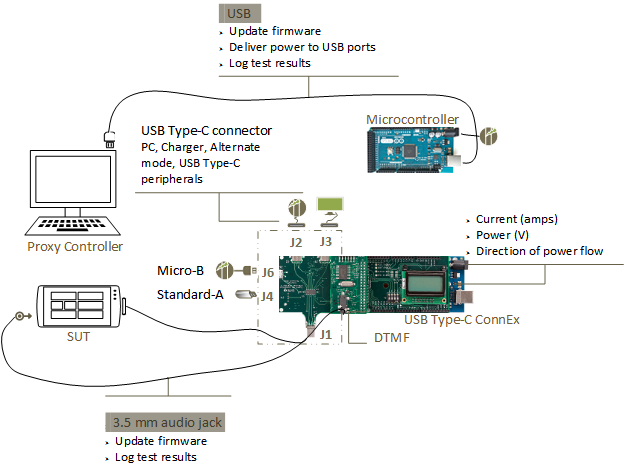 USB
Update firmware
Deliver power to USB ports
Log test results
Microcontroller
USB Type-C connector
PC, Charger, Alternate
mode, USB Type-C
peripherals
Proxy Controller
Current (amps)
Power (V)
Direction of power flow
J2
J3
Micro-B
J6
Standard-A
J4
USB Type-C ConnEx
SUT
J1
DTMF
3.5 mm audio jack
Update firmware
Log test results